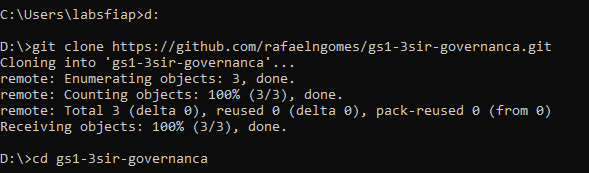 C:\Users\labsfiap>d:
D:\>git clone https://github.com/rafaelngomes/gs1-3sir-governanca.git
Cloning into 'gs1-3sir-governanca'...
remote: Enumerating objects: 3, done.
remote: Counting objects: 100% (3/3), done.
remote: Total 3 (delta 0), reused 0 (delta 0), pack-reused 0 (from 0)
Receiving objects: 100% (3/3), done.
D:\>cd gs1-3sir-governanca